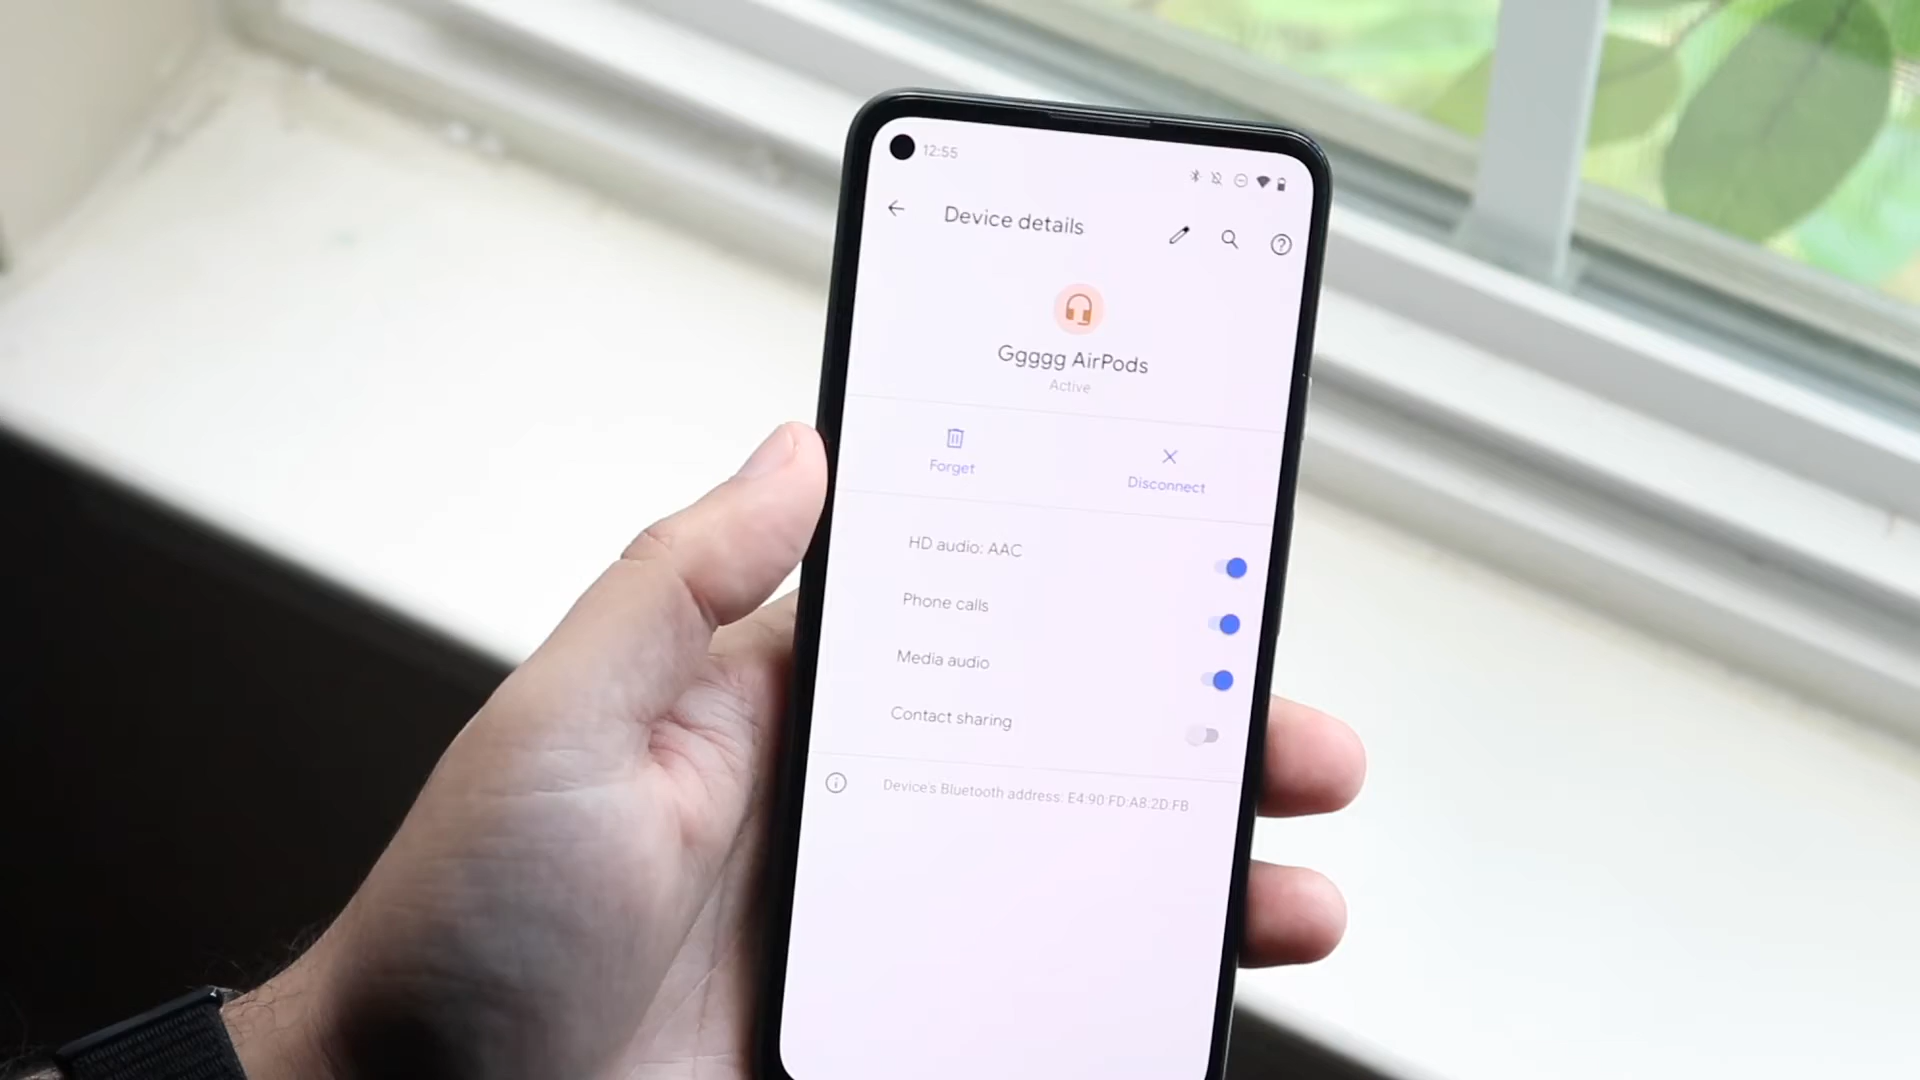 12:55
Device details
Ggggg AirPods
Active
Forget
Disconnect
HD audio: AAC
Phone calls
Media audio
Contact sharing
Device's Bluetooth address: E4:90:FD:A8:2D:FB